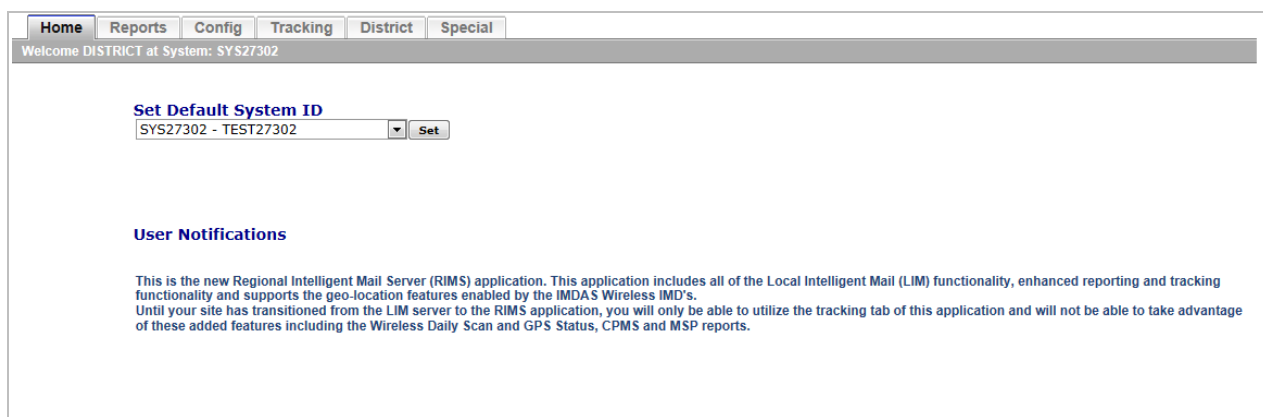 Home Reports Config Tracking District Special
Welcome DISTRICT at System: SYS27302
Set Default System ID
SYS27302 - TEST27302 Set
User Notifications
This is the new Regional Intelligent Mail Server (RIMS) application. This application includes all of the Local Intelligent Mail (LIM) functionality, enhanced reporting and tracking
functionality and supports the geo-location features enabled by the IMDAS Wireless IMD's.
Until your site has transitioned from the LIM server to the RIMS application, you will only be able to utilize the tracking tab of this application and will not be able to take advantage
of these added features including the Wireless Daily Scan and GPS Status, CPMS and MSP reports.